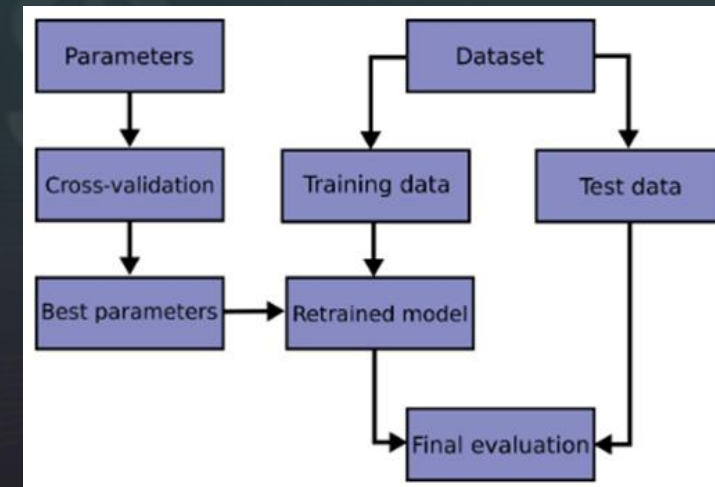 Parameters
Dataset
Cross-validation
Training data
Test data
Best parameters
Retrained model
Final evaluation